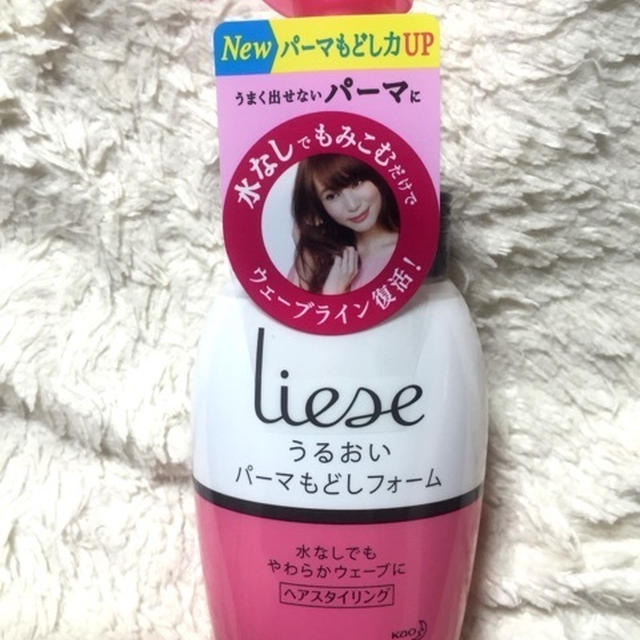 New パーマもどし力UP
うまく出せないパーマに
水なしでもみこむだけで
ウェーブライン復活!
liese
うるおい
パーマもどしフォーム
水なしでも
やわらかウェーブに
ヘアスタイリング
Kao